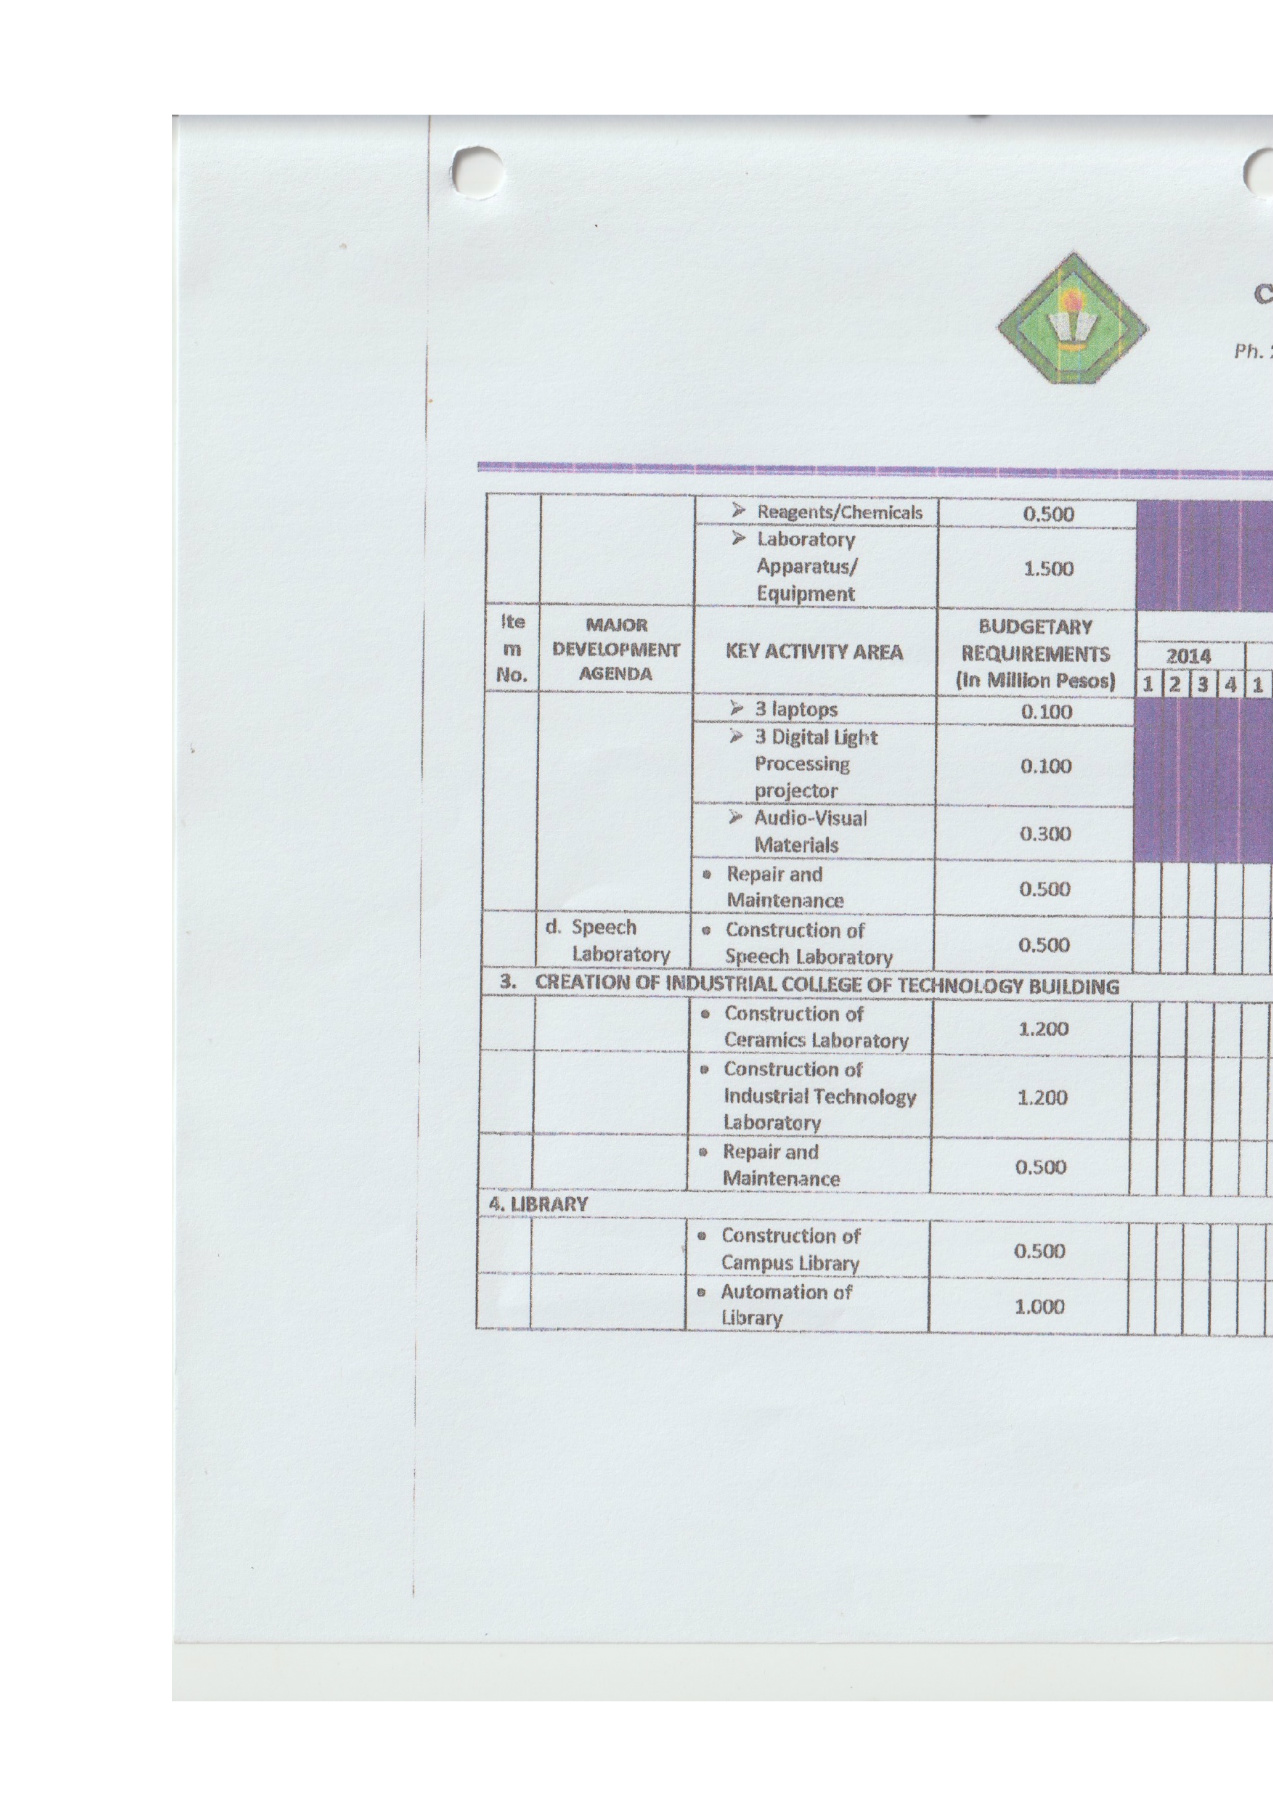 C
Ph. 2
➢ Reagents/Chemicals 0.500
➢ Laboratory
Apparatus/
Equipment
1.500
Ite
m
No.
MAJOR
DEVELOPMENT
AGENDA
KEY ACTIVITY AREA
BUDGETARY
REQUIREMENTS
(In Million Pesos)
2014
1 2 3 4 1
➢ 3 laptops 0.100
➢ 3 Digital Light
Processing
projector
0.100
➢ Audio-Visual
Materials
0.300
• Repair and
Maintenance
0.500
d. Speech
Laboratory
• Construction of
Speech Laboratory
0.500
3. CREATION OF INDUSTRIAL COLLEGE OF TECHNOLOGY BUILDING
• Construction of
Ceramics Laboratory
1.200
• Construction of
Industrial Technology
Laboratory
1.200
• Repair and
Maintenance
0.500
4. LIBRARY
• Construction of
Campus Library
0.500
• Automation of
Library
1.000